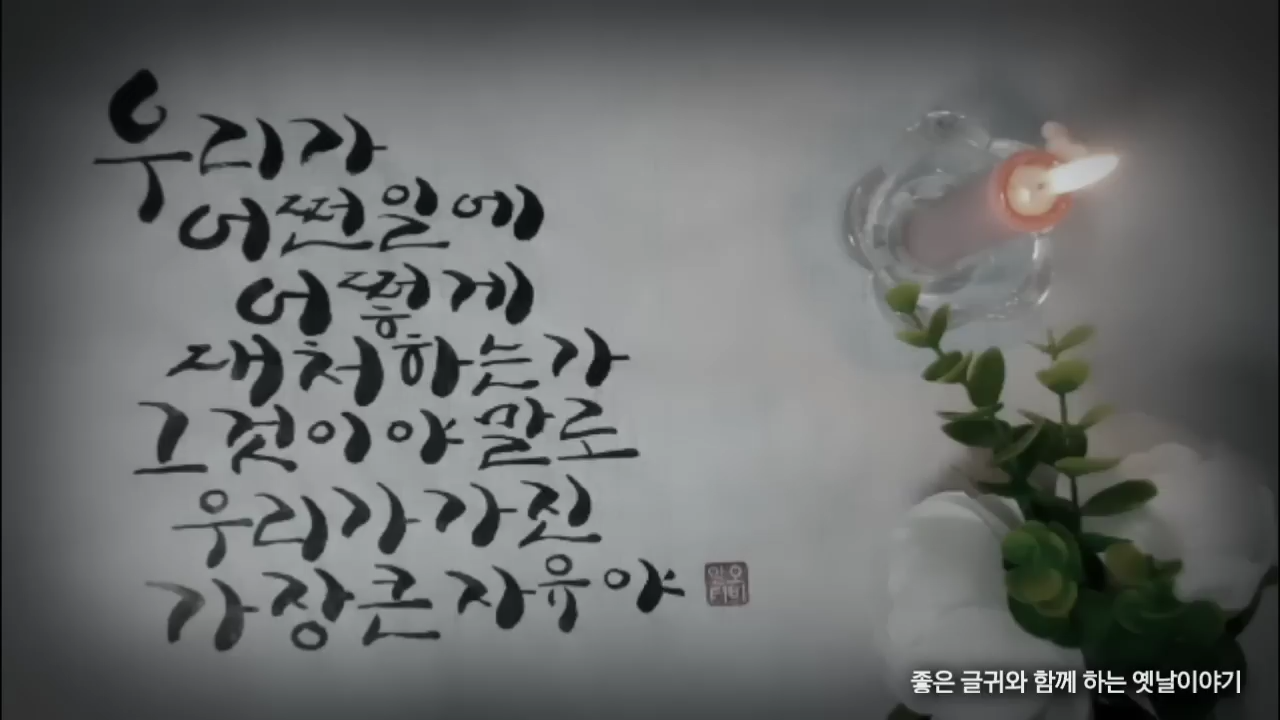 우리가
어떤일에
어떻게
대처하는가
그것이야말로
우리가가진
가장큰자유야
좋은 글귀와 함께 하는 옛날이야기